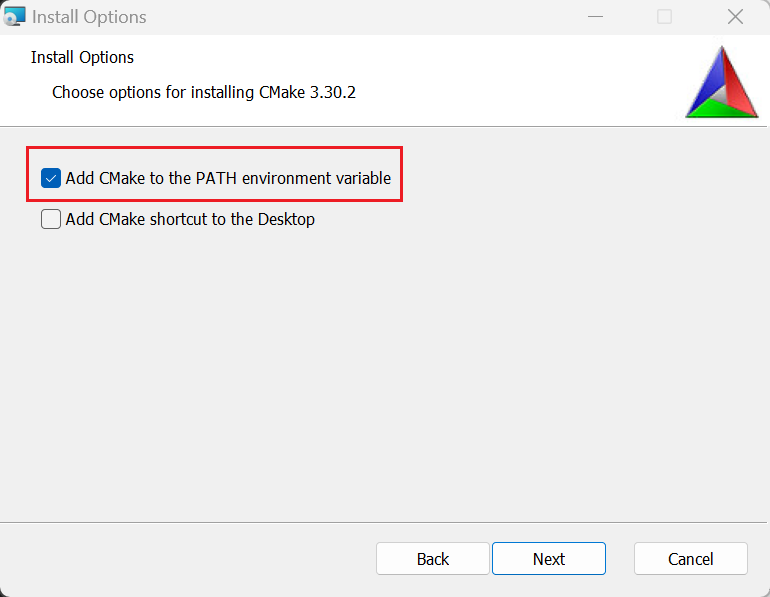 Install Options
Install Options
Choose options for installing CMake 3.30.2
Add CMake to the PATH environment variable
Add CMake shortcut to the Desktop
Back
Next
Cancel